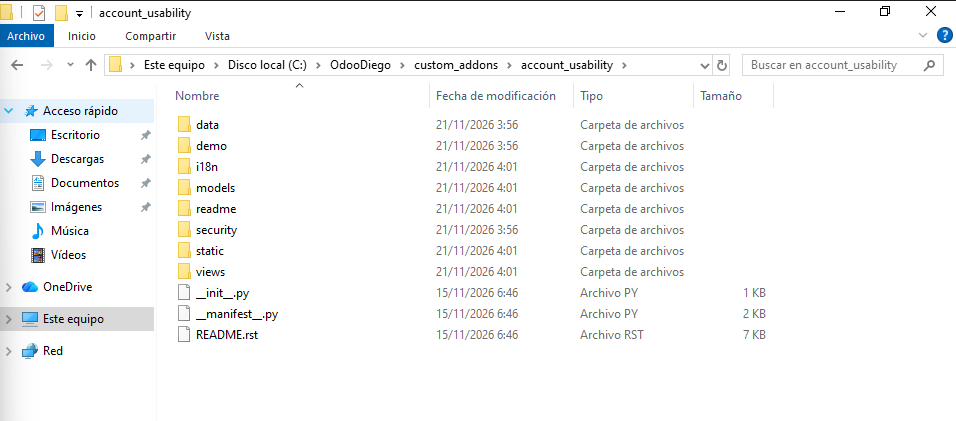 account_usability
Archivo Inicio Compartir Vista
Este equipo Disco local (C:) OdooDiego custom_addons account_usability
Buscar en account_usability
Acceso rápido
Escritorio
Descargas
Documentos
Imágenes
Música
Vídeos
OneDrive
Este equipo
Red
Nombre Fecha de modificación Tipo Tamaño
data 21/11/2026 3:56 Carpeta de archivos
demo 21/11/2026 3:56 Carpeta de archivos
i18n 21/11/2026 4:01 Carpeta de archivos
models 21/11/2026 4:01 Carpeta de archivos
readme 21/11/2026 4:01 Carpeta de archivos
security 21/11/2026 3:56 Carpeta de archivos
static 21/11/2026 4:01 Carpeta de archivos
views 21/11/2026 4:01 Carpeta de archivos
__init__.py 15/11/2026 6:46 Archivo PY 1 KB
__manifest__.py 15/11/2026 6:46 Archivo PY 2 KB
README.rst 15/11/2026 6:46 Archivo RST 7 KB